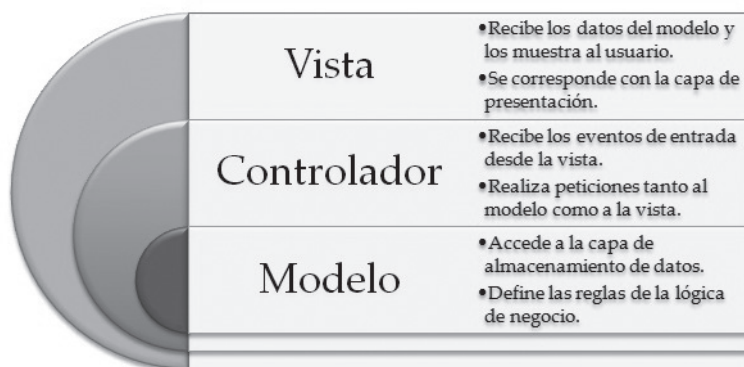 Vista
•Recibe los datos del modelo y
los muestra al usuario.
•Se corresponde con la capa de
presentación.
Controlador
•Recibe los eventos de entrada
desde la vista.
•Realiza peticiones tanto al
modelo como a la vista.
Modelo
•Accede a la capa de
almacenamiento de datos.
•Define las reglas de la lógica
de negocio.